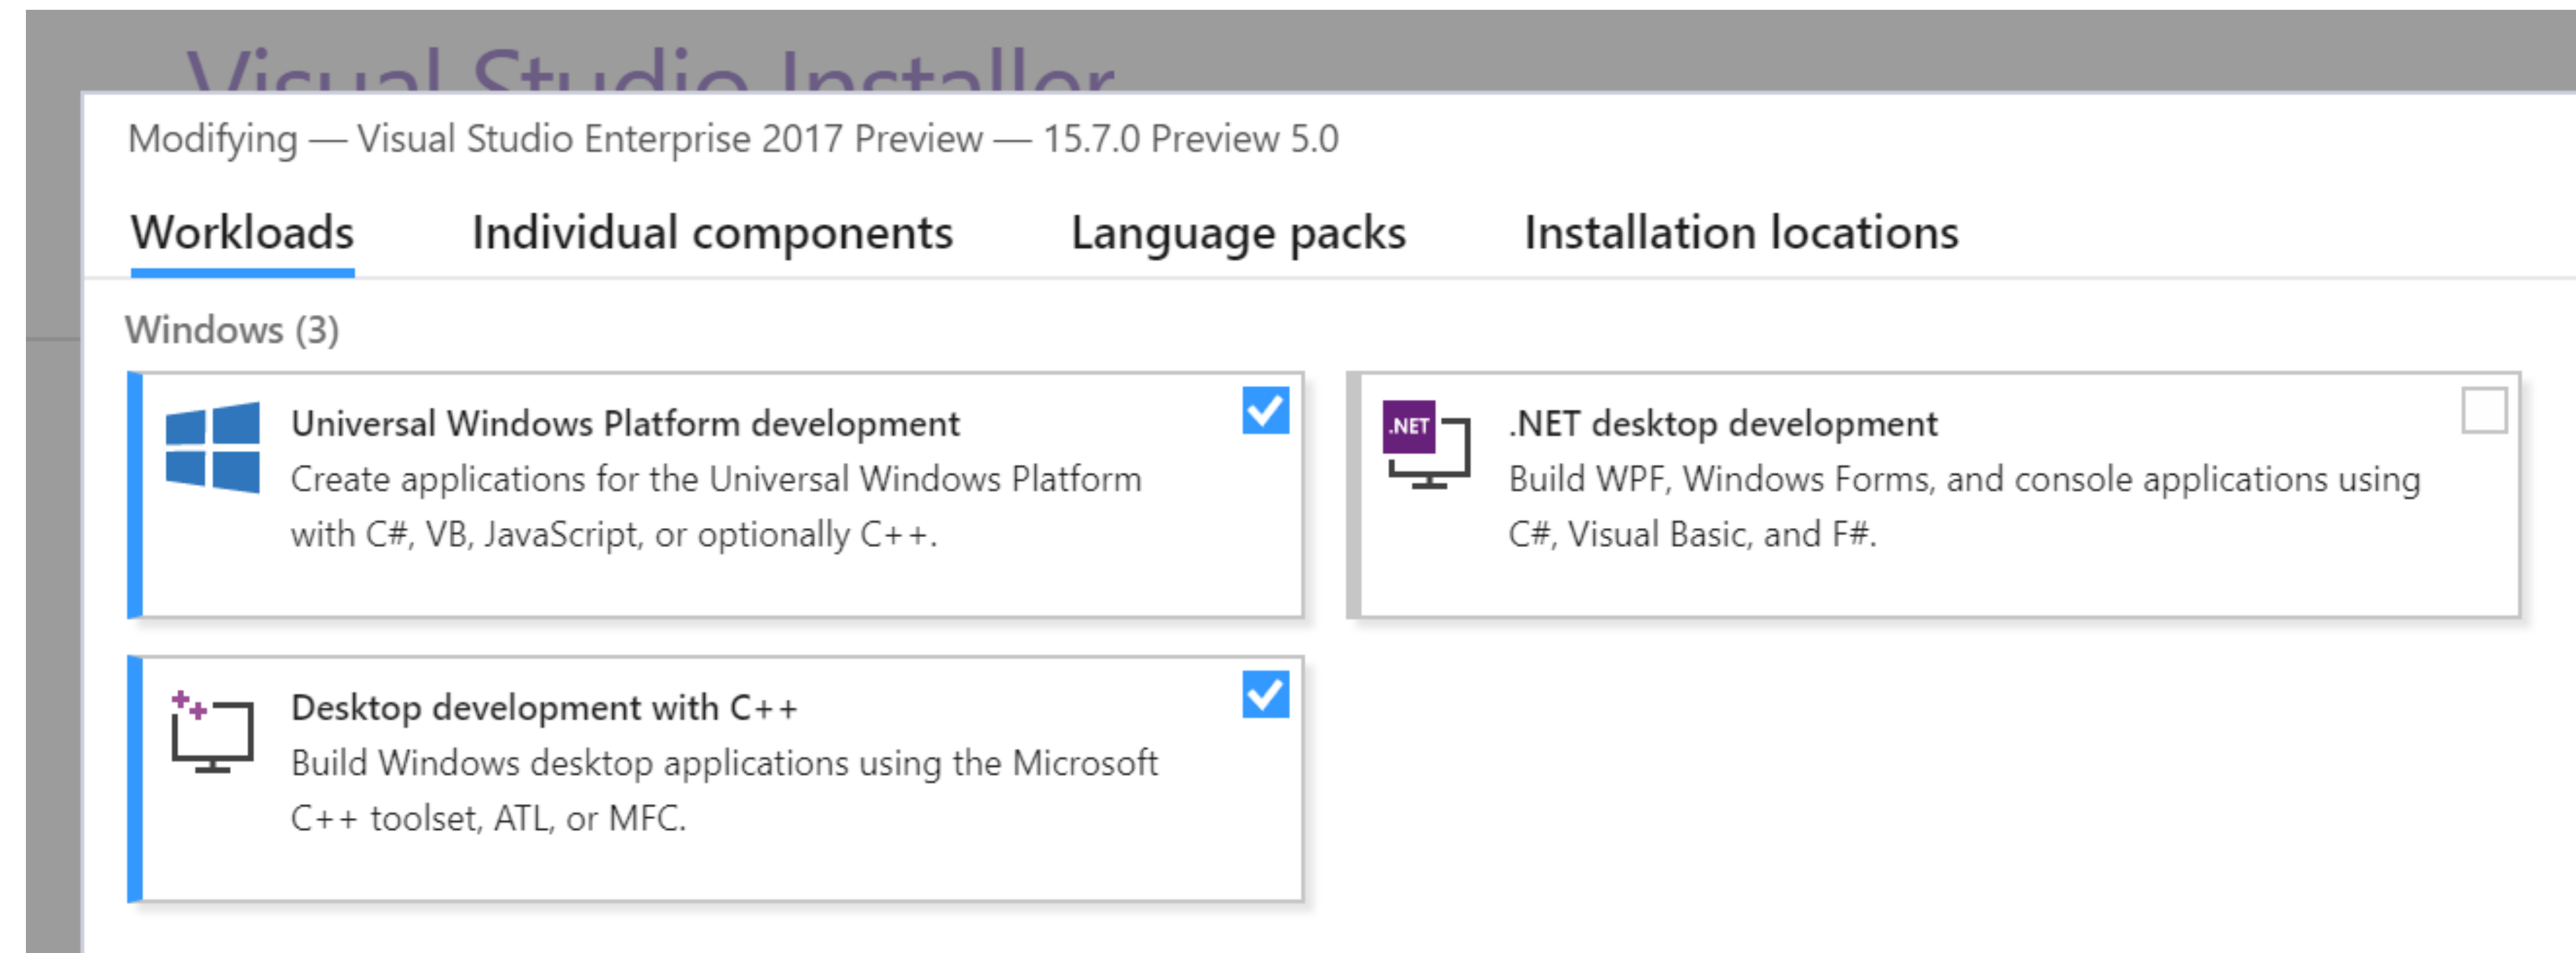 Visual Studio Installer
Modifying — Visual Studio Enterprise 2017 Preview — 15.7.0 Preview 5.0
Workloads Individual components Language packs Installation locations
Windows (3)
Universal Windows Platform development
Create applications for the Universal Windows Platform
with C#, VB, JavaScript, or optionally C++.
.NET
.NET desktop development
Build WPF, Windows Forms, and console applications using
C#, Visual Basic, and F#.
Desktop development with C++
Build Windows desktop applications using the Microsoft
C++ toolset, ATL, or MFC.